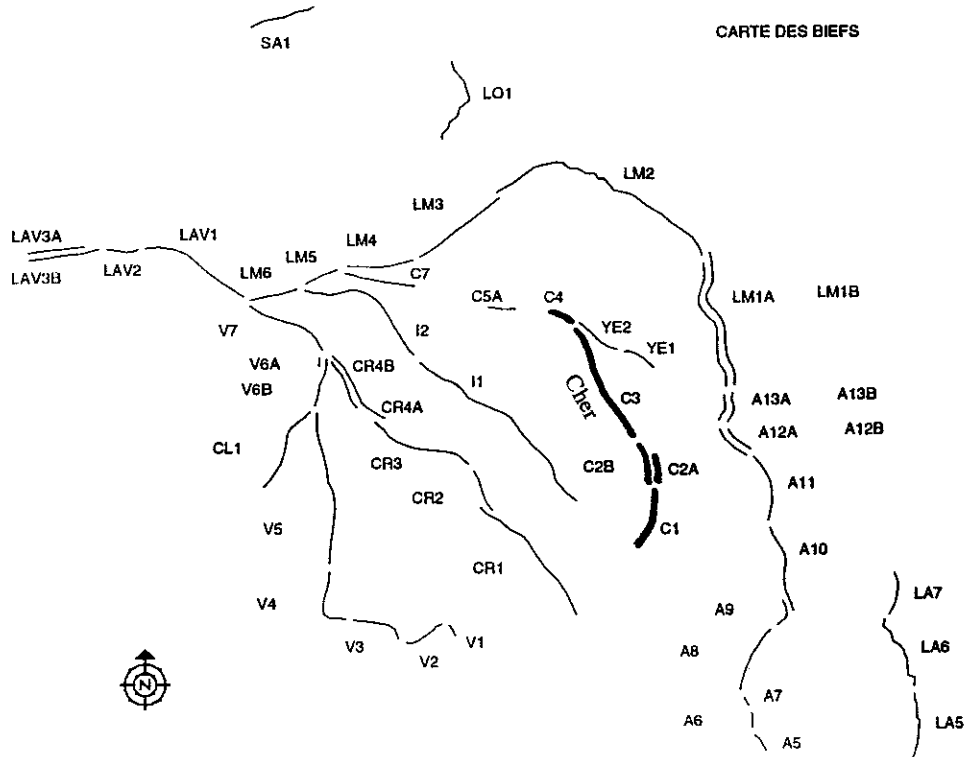 CARTE DES BIEFS
SA1
LO1
LM2
LM3
LAV3A
LAV1
LM4
LAV3B
LAV2
LM5
LM6
C7
C5A
C4
LM1A
LM1B
V7
I2
YE2
YE1
V6A
CR4B
V6B
I1
Cher
C3
A13A
A13B
CR4A
A12A
A12B
CL1
CR3
C2B
C2A
A11
CR2
V5
C1
A10
CR1
LA7
V4
A9
V3
V2
V1
A8
LA6
N
A7
A6
A5
LA5